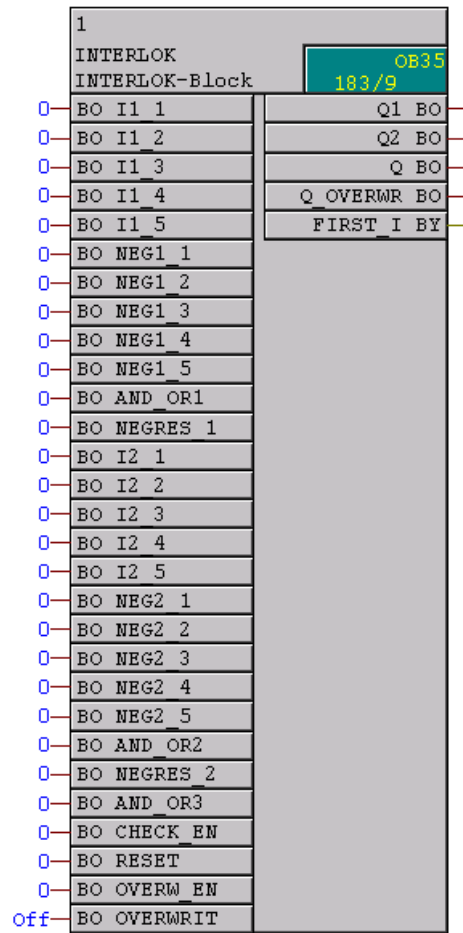 1
INTERLOK OB35
INTERLOK-Block 183/9
0 BO I1_1 Q1 BO
0 BO I1_2 Q2 BO
0 BO I1_3 Q BO
0 BO I1_4 Q_OVERWR BO
0 BO I1_5 FIRST_I BY
0 BO NEG1_1
0 BO NEG1_2
0 BO NEG1_3
0 BO NEG1_4
0 BO NEG1_5
0 BO AND_OR1
0 BO NEGRES_1
0 BO I2_1
0 BO I2_2
0 BO I2_3
0 BO I2_4
0 BO I2_5
0 BO NEG2_1
0 BO NEG2_2
0 BO NEG2_3
0 BO NEG2_4
0 BO NEG2_5
0 BO AND_OR2
0 BO NEGRES_2
0 BO AND_OR3
0 BO CHECK_EN
0 BO RESET
0 BO OVERW_EN
Off BO OVERWRIT